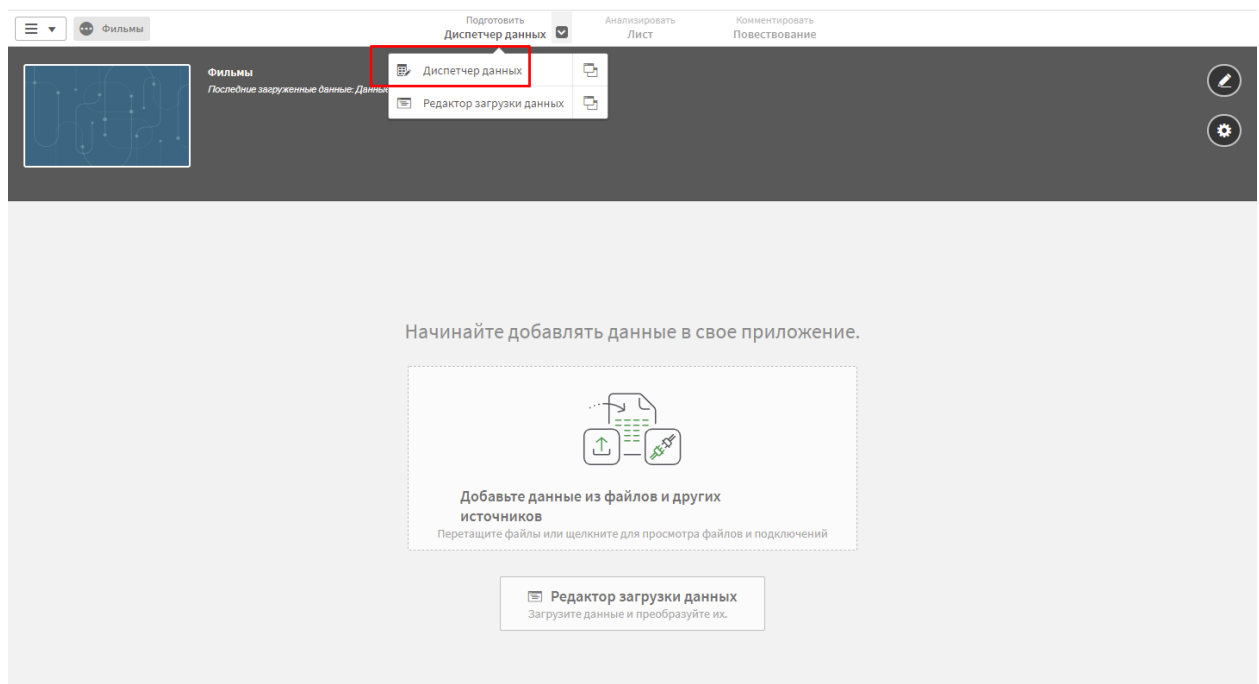 Фильмы
Подготовить
Диспетчер данных
Анализировать
Лист
Комментировать
Повествование
Фильмы
Последние загруженные данные: Данные
Диспетчер данных
Редактор загрузки данных
Начинайте добавлять данные в свое приложение.
Добавьте данные из файлов и других
источников
Перетащите файлы или щелкните для просмотра файлов и подключений
Редактор загрузки данных
Загрузите данные и преобразуйте их.